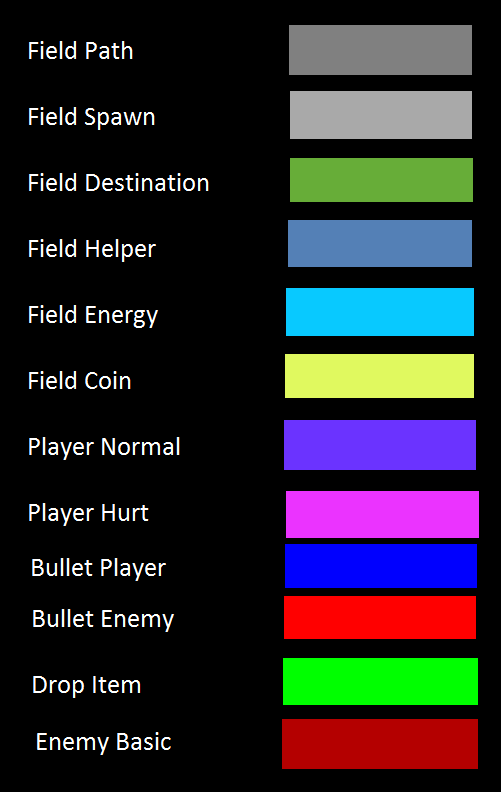 Field Path
Field Spawn
Field Destination
Field Helper
Field Energy
Field Coin
Player Normal
Player Hurt
Bullet Player
Bullet Enemy
Drop Item
Enemy Basic